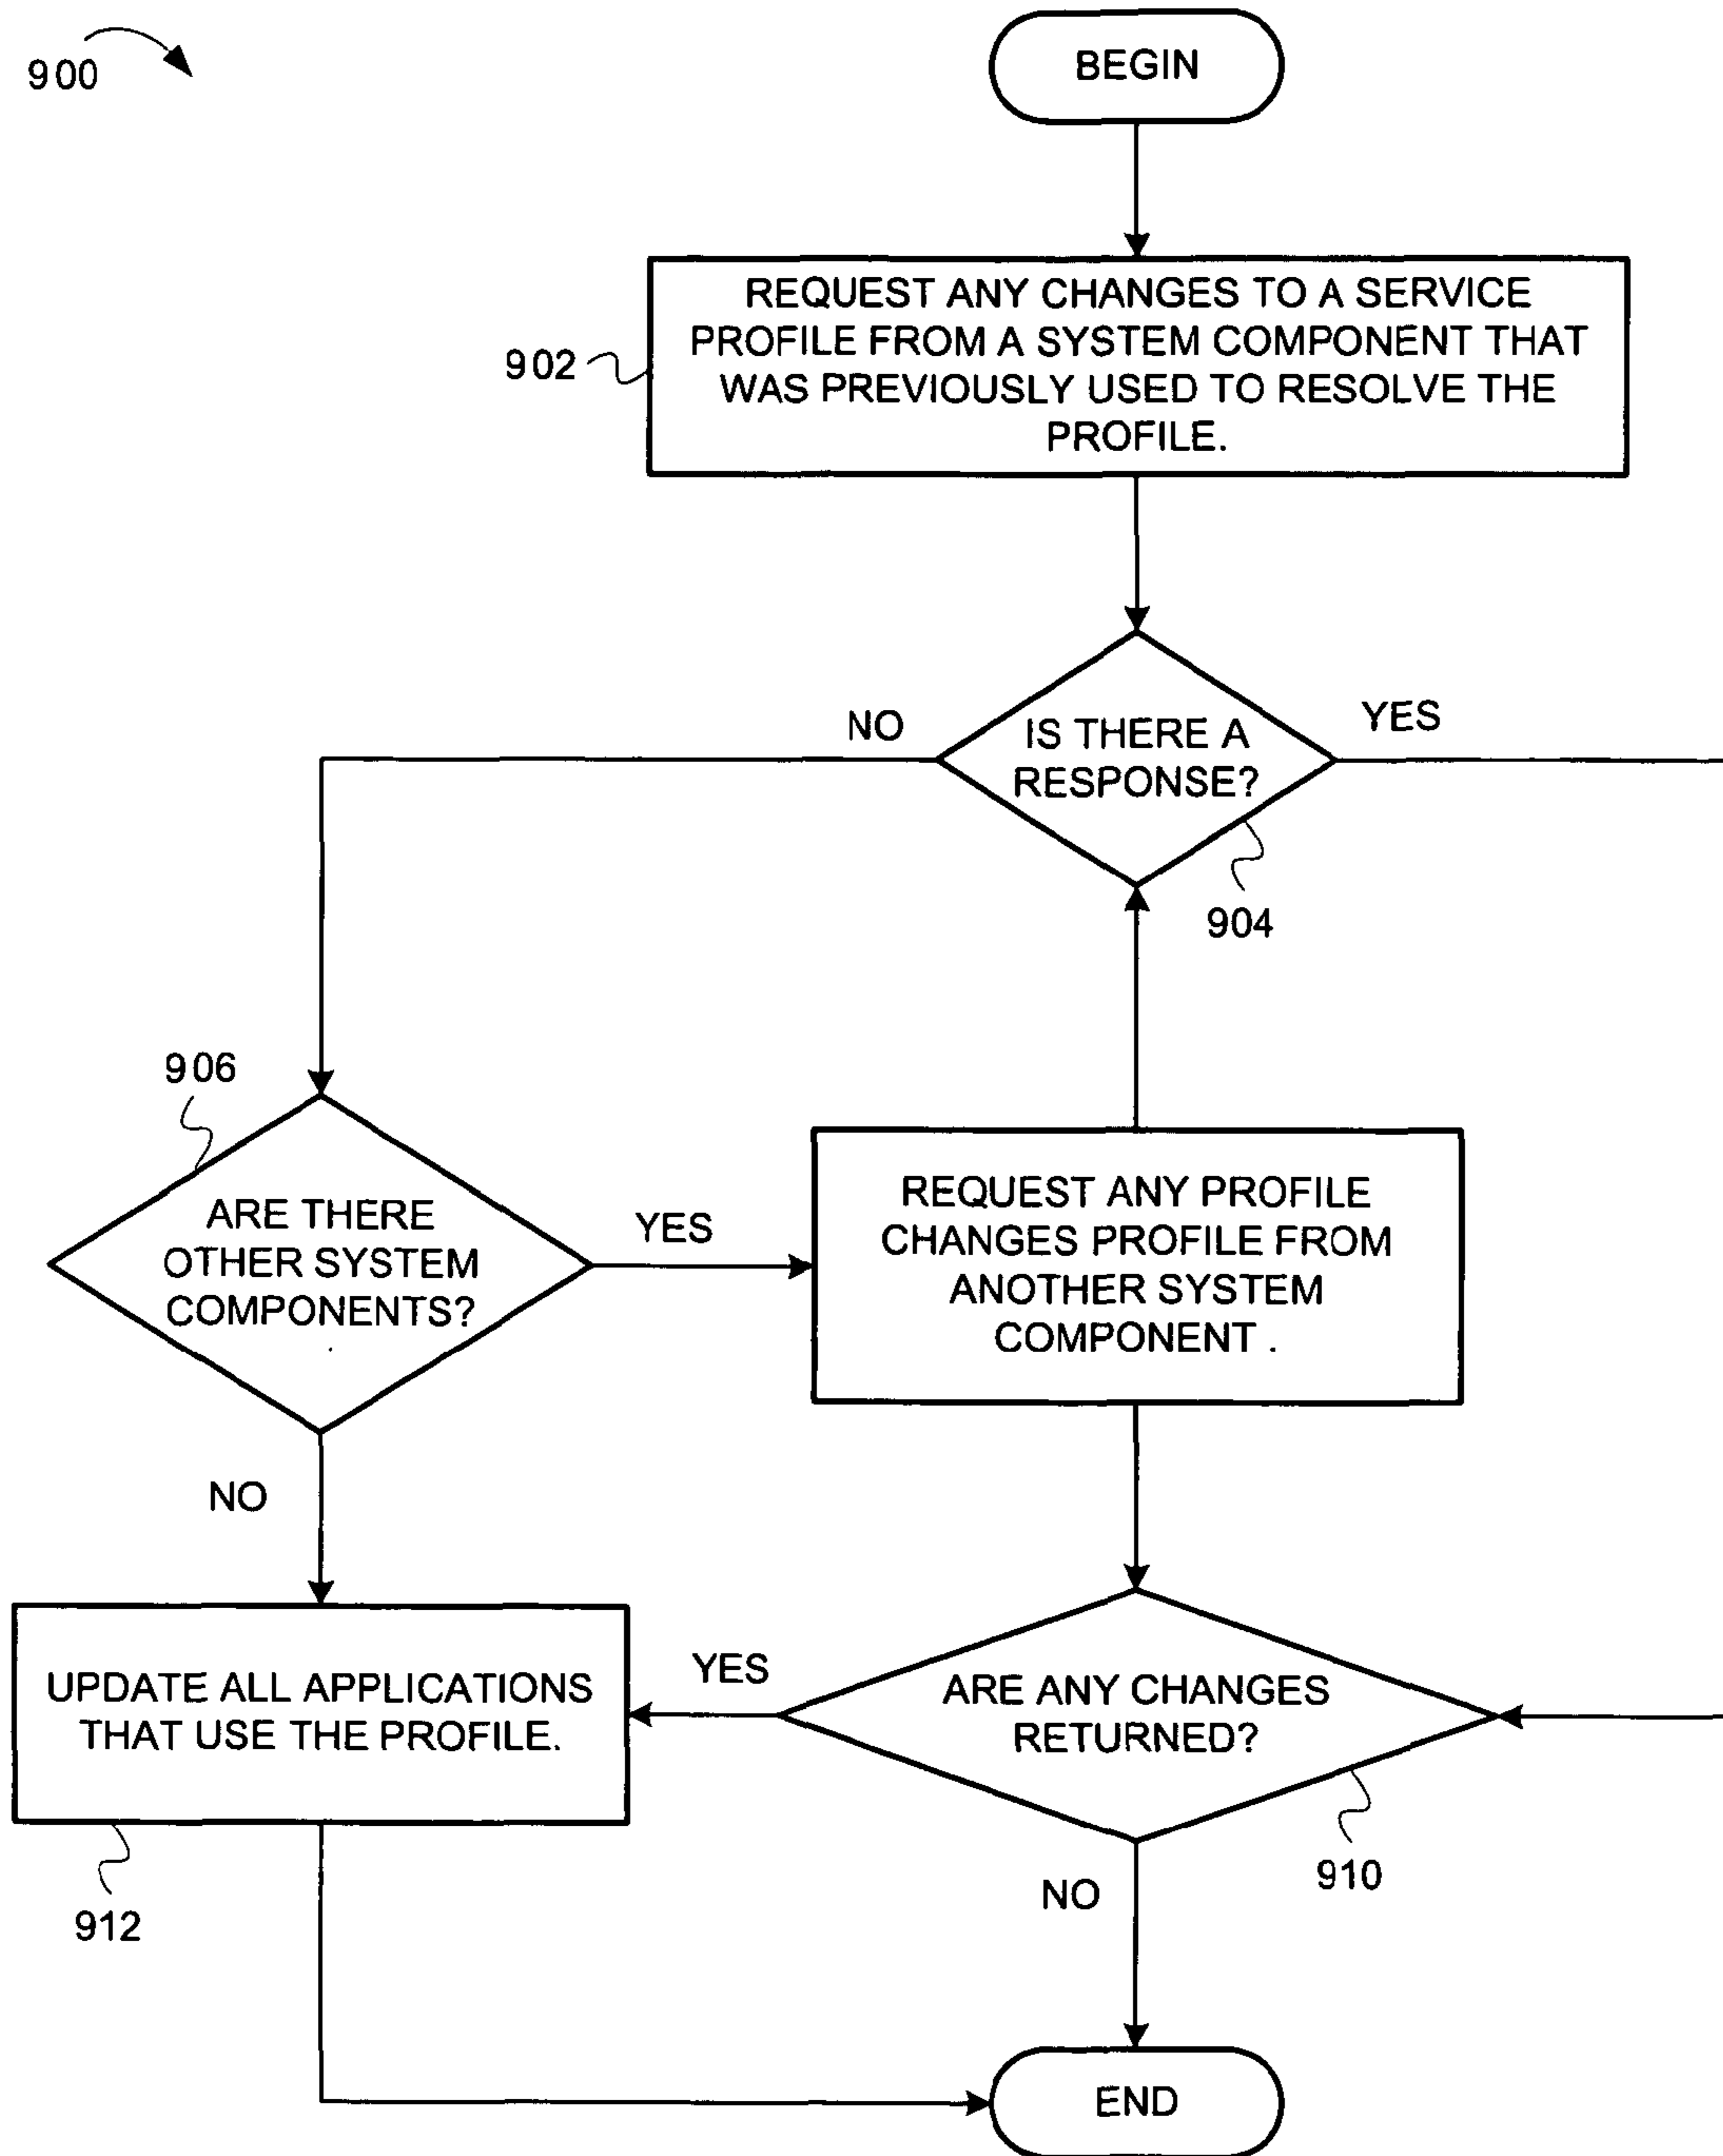 900
BEGIN
REQUEST ANY CHANGES TO A SERVICE
PROFILE FROM A SYSTEM COMPONENT THAT
WAS PREVIOUSLY USED TO RESOLVE THE
PROFILE.
902
NO
IS THERE A
RESPONSE?
YES
904
906
ARE THERE
OTHER SYSTEM
COMPONENTS?
YES
REQUEST ANY PROFILE
CHANGES PROFILE FROM
ANOTHER SYSTEM
COMPONENT .
NO
UPDATE ALL APPLICATIONS
THAT USE THE PROFILE.
YES
ARE ANY CHANGES
RETURNED?
912
NO
910
END